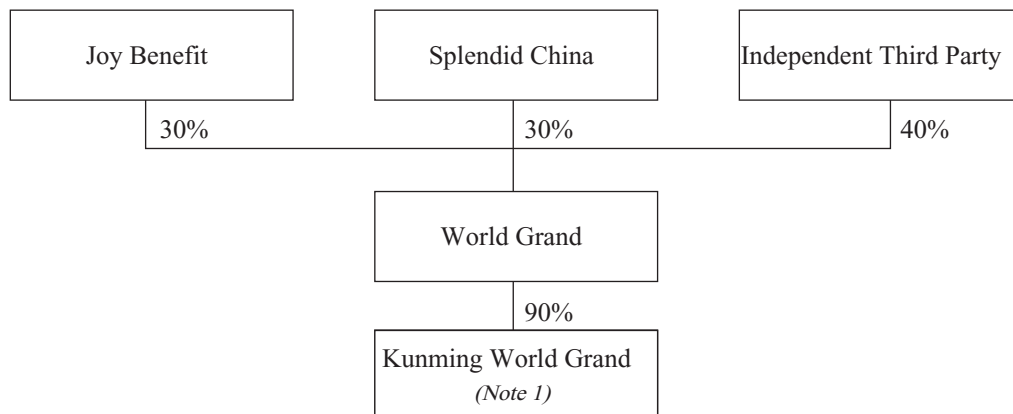 Joy Benefit
Splendid China
Independent Third Party
30%
30%
40%
World Grand
90%
Kunming World Grand
(Note 1)